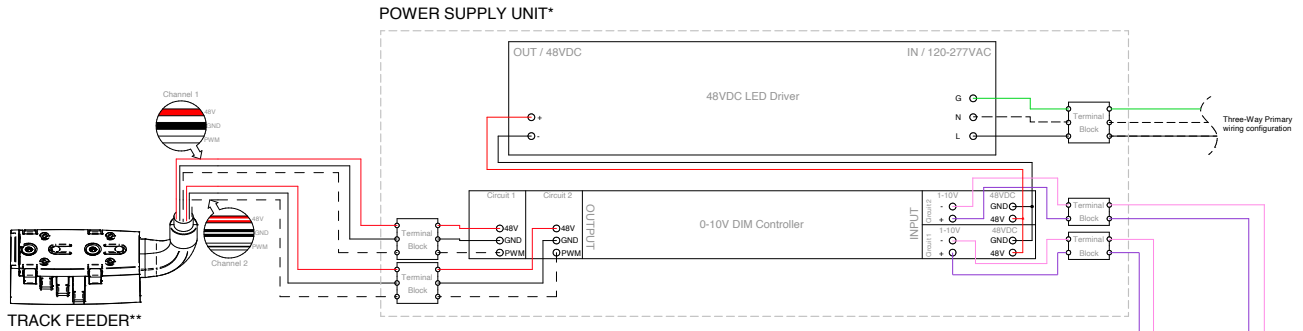 POWER SUPPLY UNIT*
OUT / 48VDC
IN / 120-277VAC
48VDC LED Driver
+
-
G
N
L
Terminal
Block
Three-Way Primary
wiring configuration
Channel 1
48V
GND
PWM
48V
GND
PWM
Channel 2
TRACK FEEDER**
Terminal
Block
Terminal
Block
Circuit 1
Circuit 2
48V
GND
PWM
48V
GND
PWM
OUTPUT
0-10V DIM Controller
INPUT
Circuit 2
1-10V
-
+
48VDC
GND
48V
Circuit 1
1-10V
-
+
48VDC
GND
48V
Terminal
Block
Terminal
Block